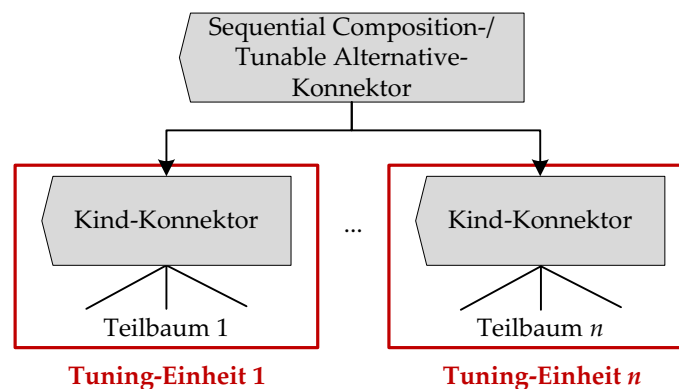 Sequential Composition-/
Tunable Alternative-
Konnektor
Kind-Konnektor
...
Kind-Konnektor
Teilbaum 1
Teilbaum n
Tuning-Einheit 1
Tuning-Einheit n